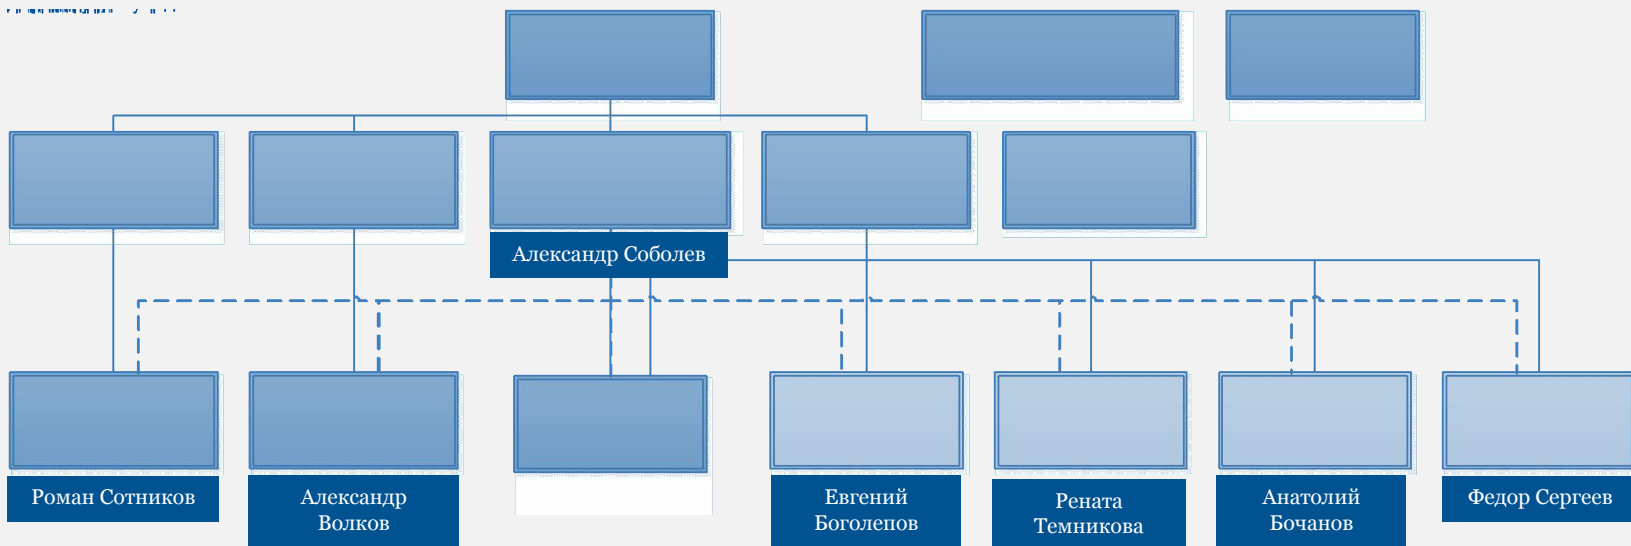 Александр Соболев
Роман Сотников
Александр
Волков
Евгений
Боголепов
Рената
Темникова
Анатолий
Бочанов
Федор Сергеев